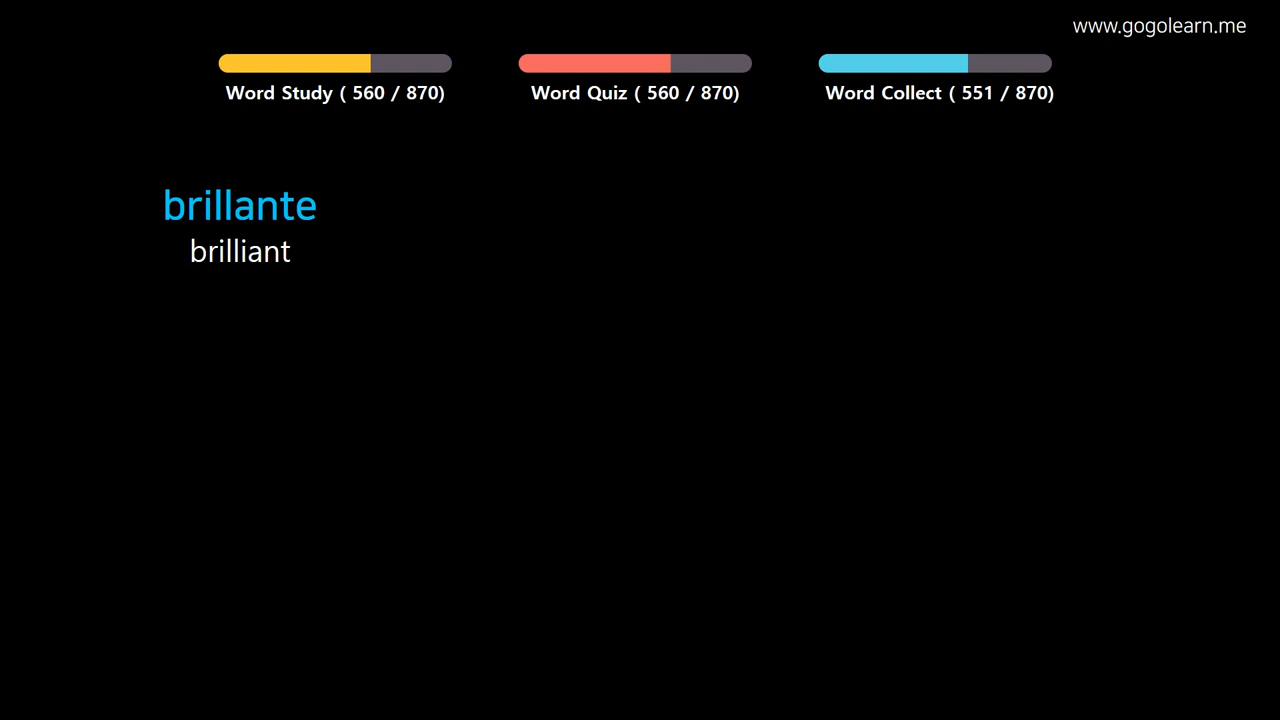 www.gogolearn.me
Word Study ( 560 / 870)
Word Quiz ( 560 / 870)
Word Collect ( 551 / 870)
brillante
brilliant